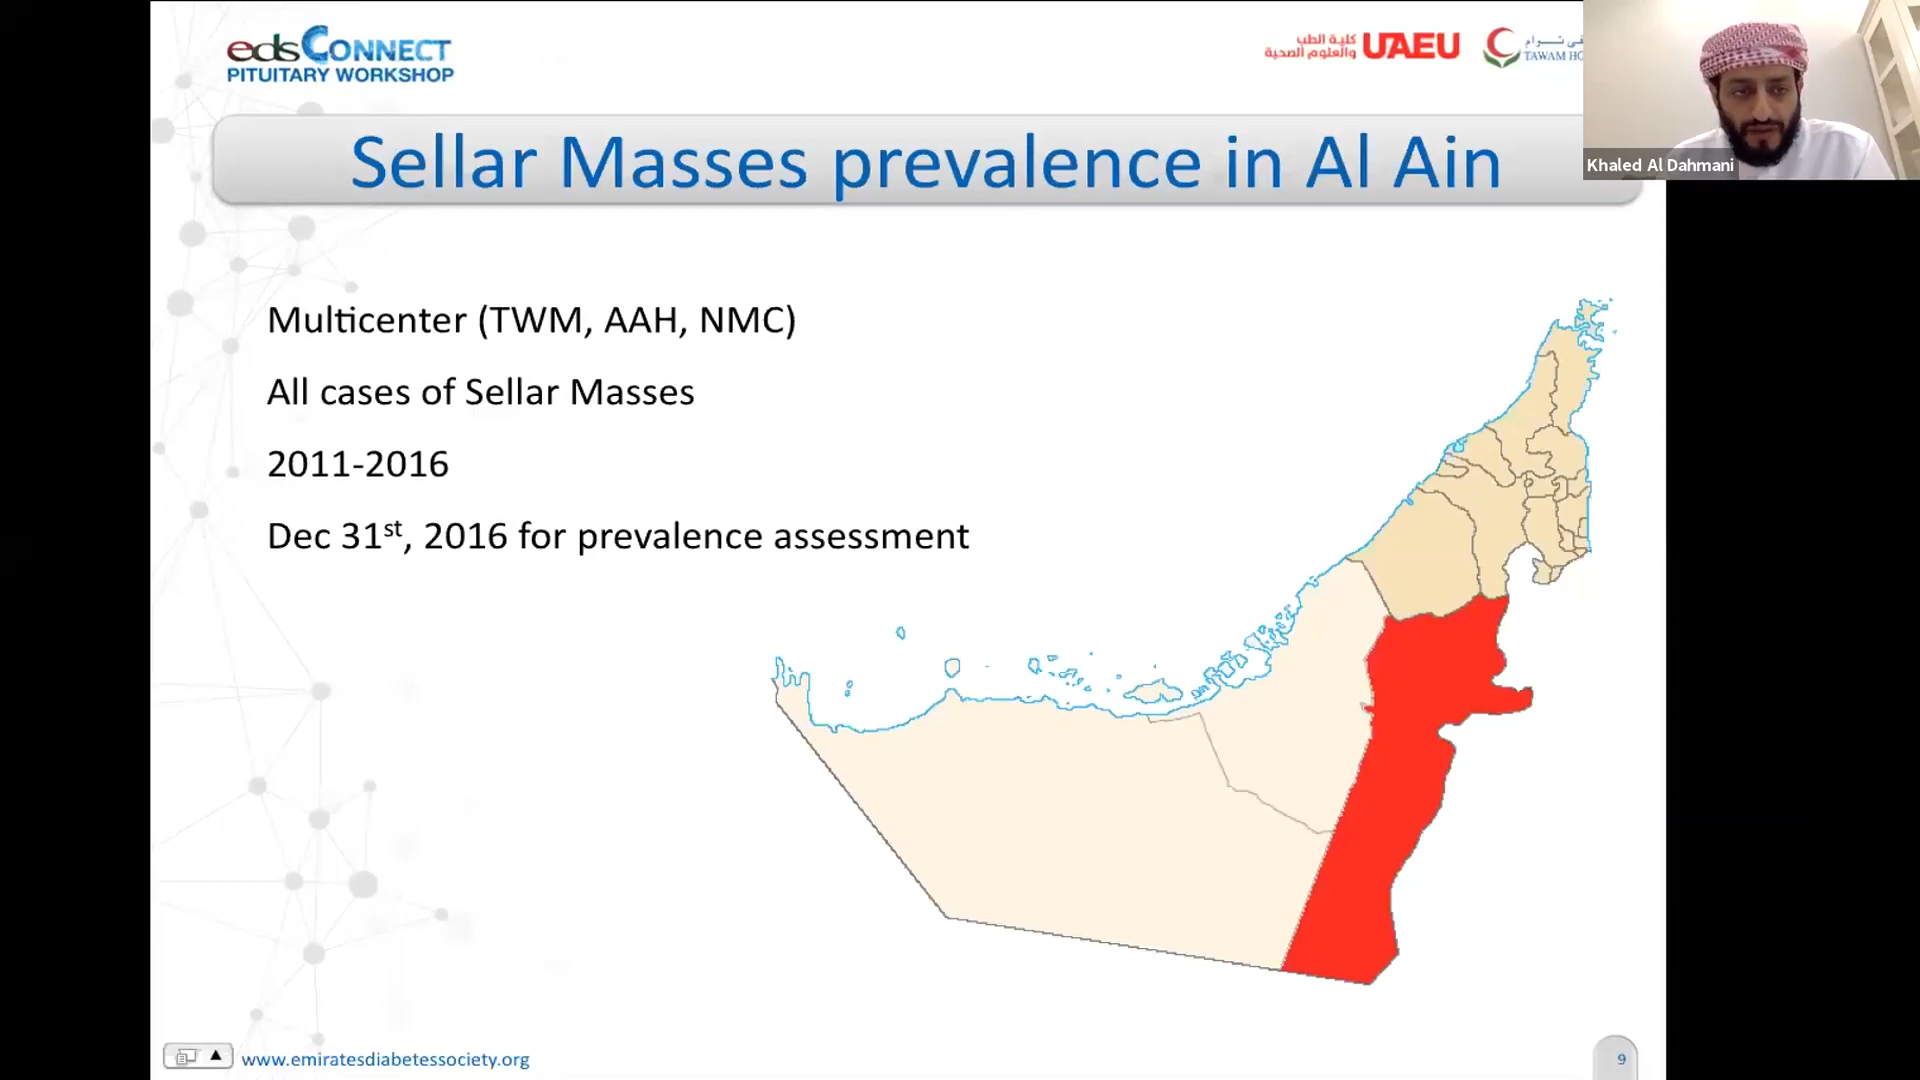 eds CONNECT
PITUITARY WORKSHOP
كلية الطب
والعلوم الصحية
UAEU
TAWAM
Khaled Al Dahmani
Sellar Masses prevalence in Al Ain
Multicenter (TWM, AAH, NMC)
All cases of Sellar Masses
2011-2016
Dec 31st, 2016 for prevalence assessment
www.emiratesdiabetessociety.org
9